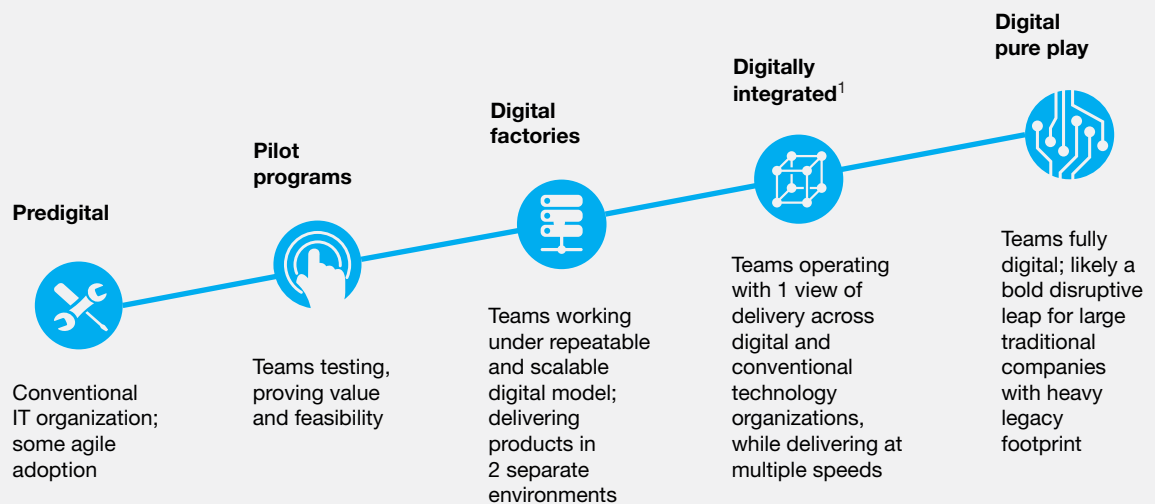 Predigital
Conventional
IT organization;
some agile
adoption
Pilot
programs
Teams testing,
proving value
and feasibility
Digital
factories
Teams working
under repeatable
and scalable
digital model;
delivering
products in
2 separate
environments
Digitally
integrated¹
Teams operating
with 1 view of
delivery across
digital and
conventional
technology
organizations,
while delivering at
multiple speeds
Digital
pure play
Teams fully
digital; likely a
bold disruptive
leap for large
traditional
companies
with heavy
legacy
footprint